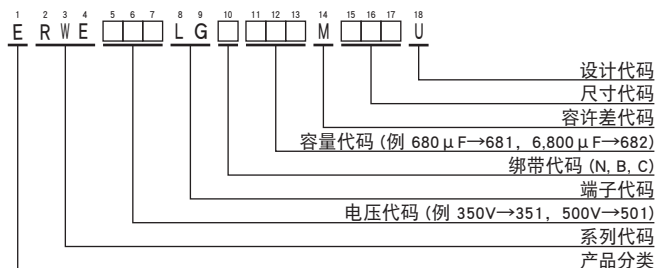 1 2 3 4 5 6 7 8 9 10 11 12 13 14 15 16 17 18
E R W E □□□ L G □ □□□ M □□□ U
设计代码
尺寸代码
容许差代码
容量代码 (例 680μF→681, 6,800μF→682)
绑带代码 (N, B, C)
端子代码
电压代码 (例 350V→351, 500V→501)
系列代码
产品分类